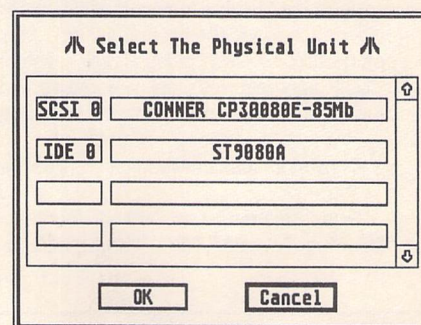 Select The Physical Unit
SCSI 0 CONNER CP30080E-85Mb
IDE 0 ST9080A
OK Cancel